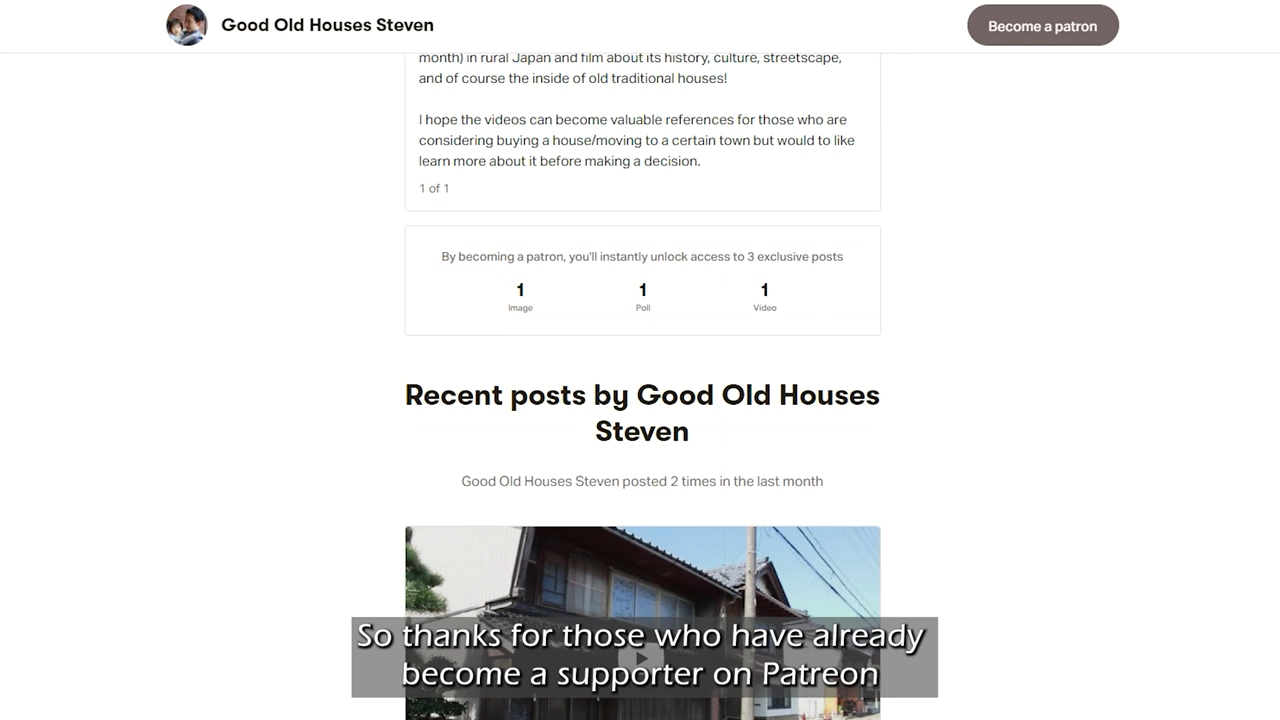 Good Old Houses Steven
Become a patron
month) in rural Japan and film about its history, culture, streetscape,
and of course the inside of old traditional houses!
I hope the videos can become valuable references for those who are
considering buying a house/moving to a certain town but would to like
learn more about it before making a decision.
1 of 1
By becoming a patron, you'll instantly unlock access to 3 exclusive posts
1 1 1
Image Poll Video
Recent posts by Good Old Houses
Steven
Good Old Houses Steven posted 2 times in the last month
So thanks for those who have already
become a supporter on Patreon